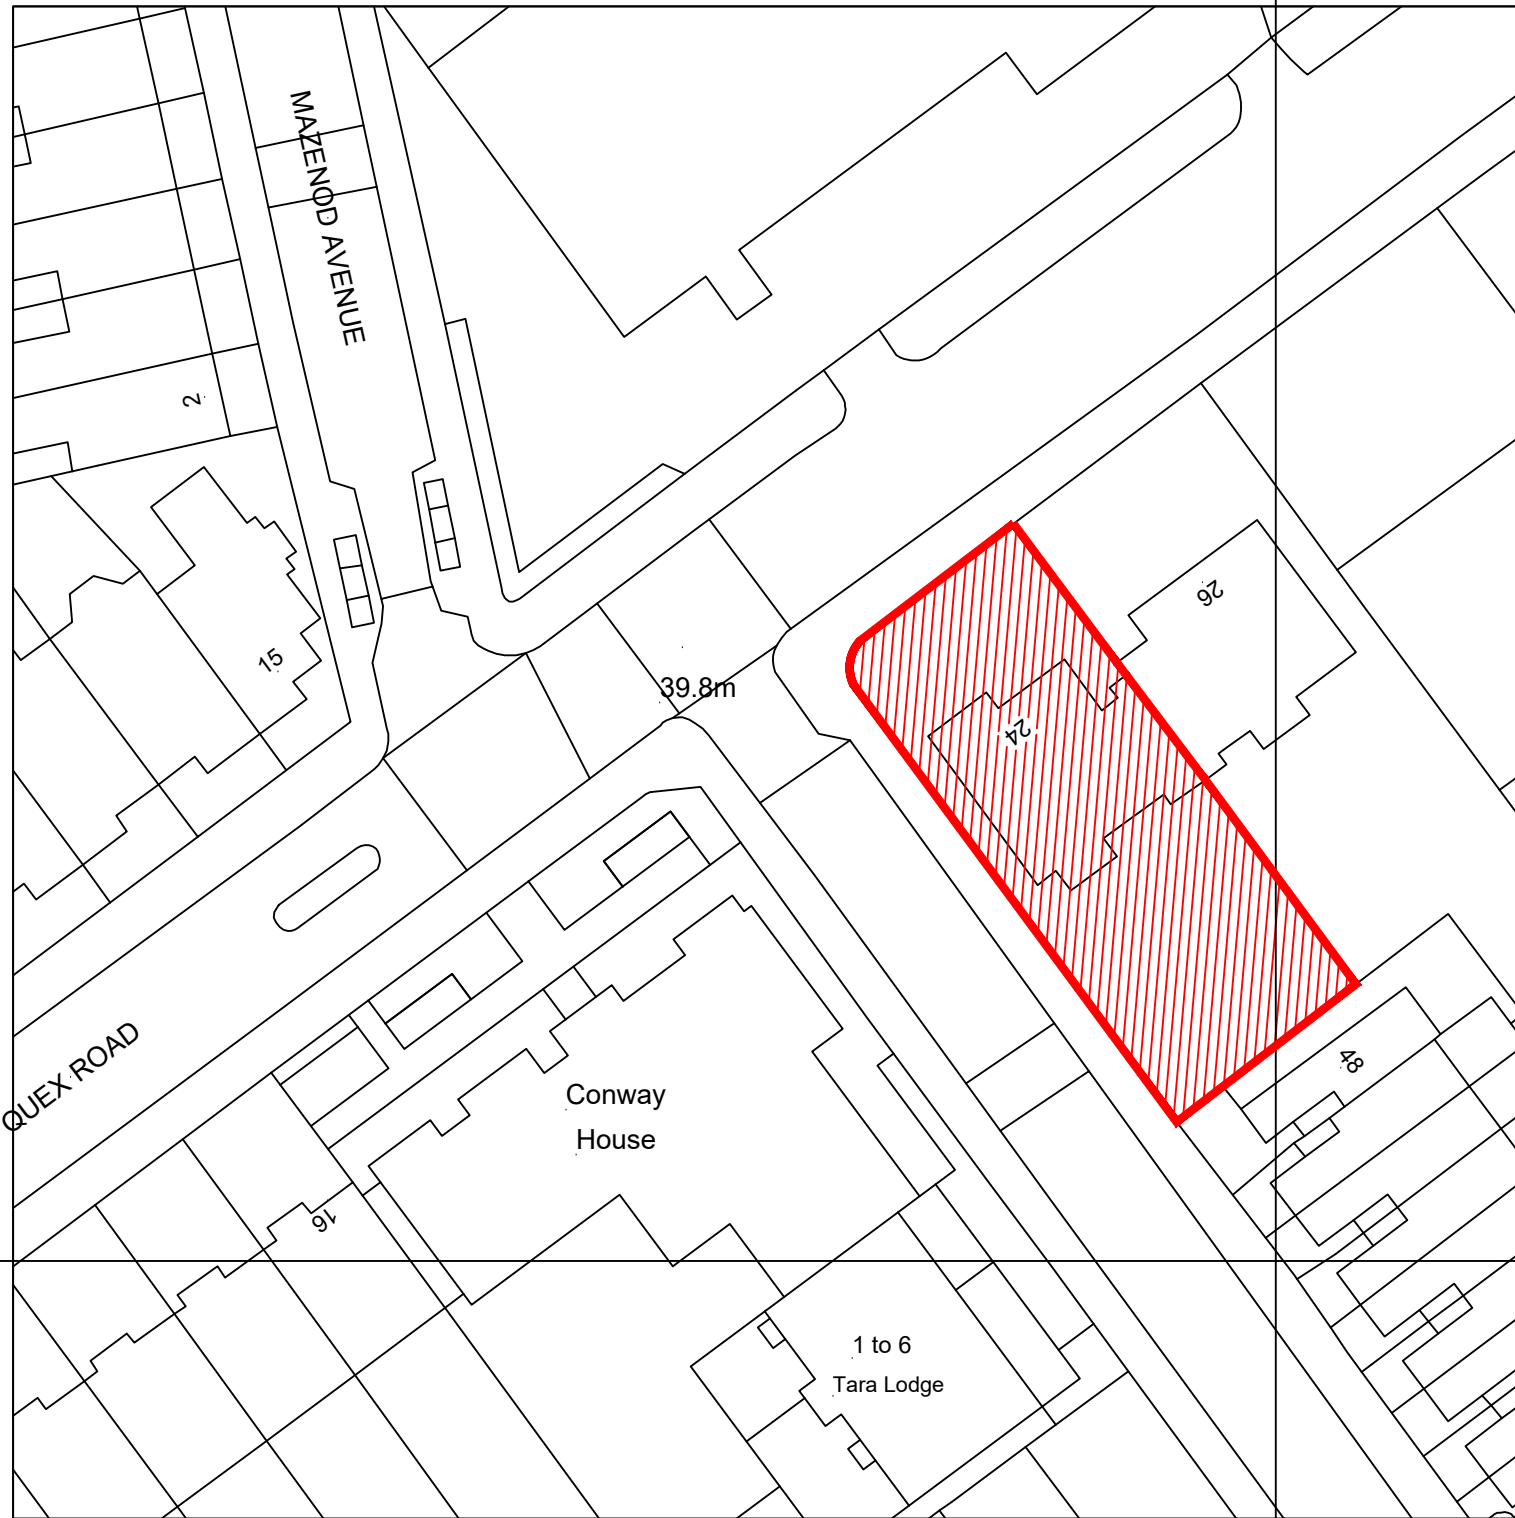 MAZENOD AVENUE
2
26
15
39.8m
24
QUEX ROAD
48
Conway
House
16
1 to 6
Tara Lodge